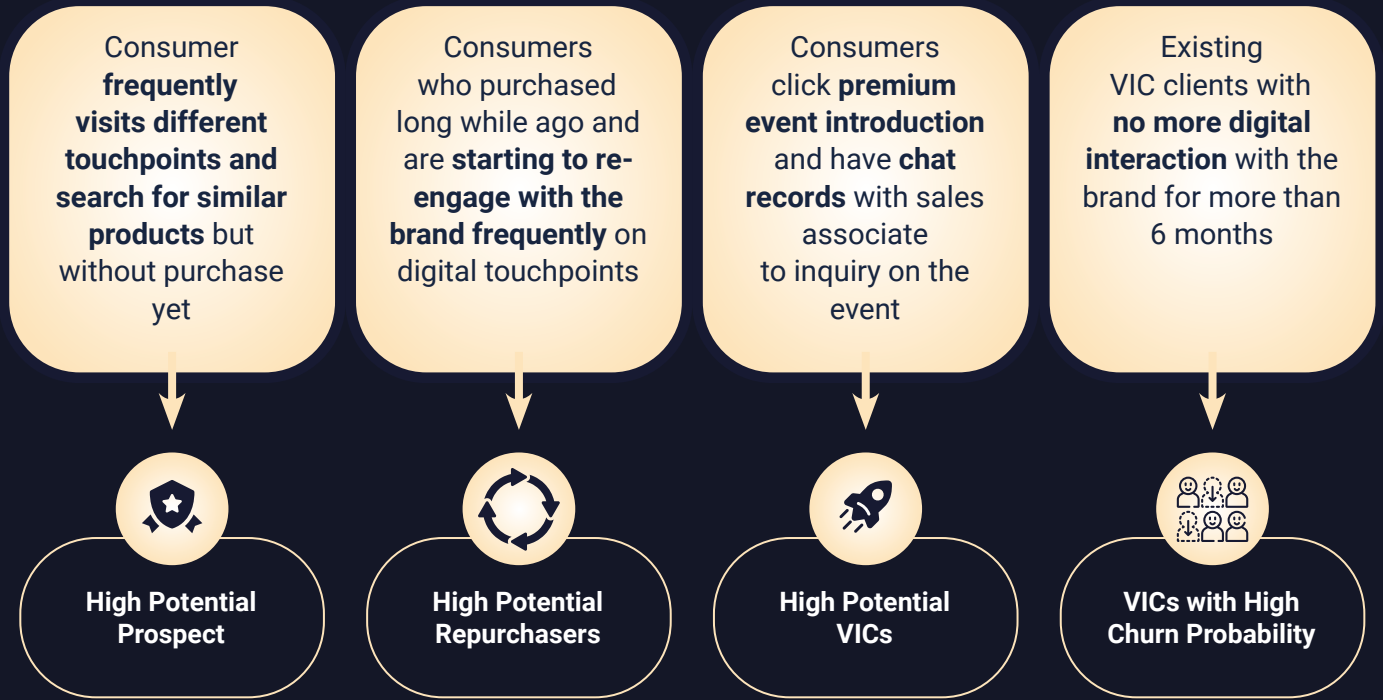 Consumer
frequently
visits different
touchpoints and
search for similar
products but
without purchase
yet
Consumers
who purchased
long while ago and
are starting to re-
engage with the
brand frequently on
digital touchpoints
Consumers
click premium
event introduction
and have chat
records with sales
associate
to inquiry on the
event
Existing
VIC clients with
no more digital
interaction with the
brand for more than
6 months
High Potential
Prospect
High Potential
Repurchasers
High Potential
VICs
VICs with High
Churn Probability